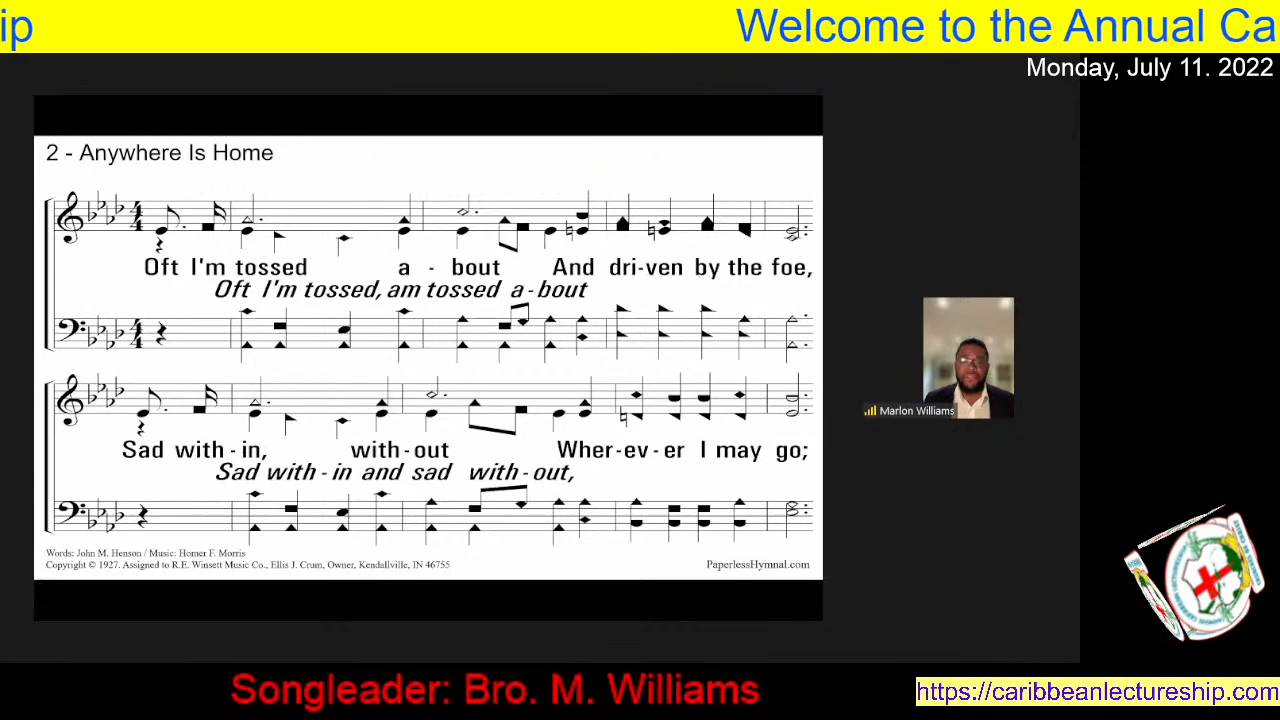 ip
Welcome to the Annual Ca
Monday, July 11. 2022
2 - Anywhere Is Home
Oft I'm tossed a - bout And dri-ven by the foe,
Oft I'm tossed, am tossed a-bout
Sad with-in, with-out Wher-ev-er I may go;
Sad with-in and sad with-out,
Words: John M. Henson / Music: Homer F. Morris
Copyright © 1927. Assigned to R.E. Winsett Music Co., Ellis J. Crum, Owner, Kendallville, IN 46755
PaperlessHymnal.com
Marlon Williams
Songleader: Bro. M. Williams
https://caribbeanlectureship.com